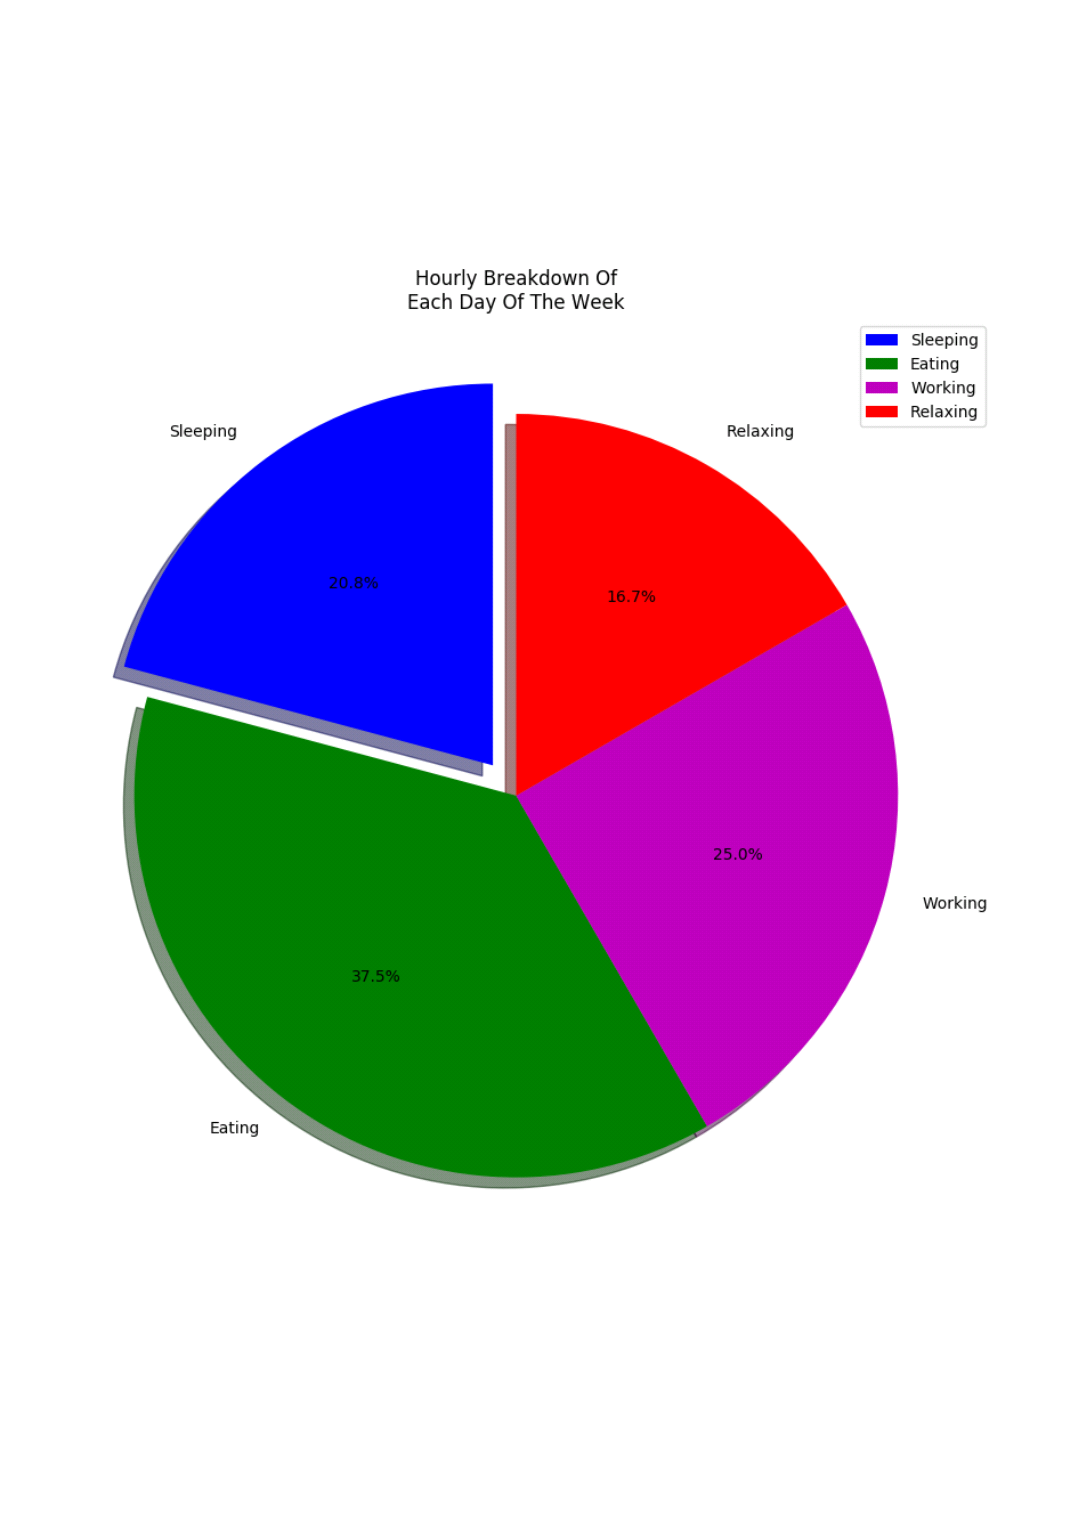 Hourly Breakdown Of
Each Day Of The Week
Sleeping
Eating
Working
Relaxing
Sleeping
Relaxing
20.8%
16.7%
25.0%
Working
37.5%
Eating